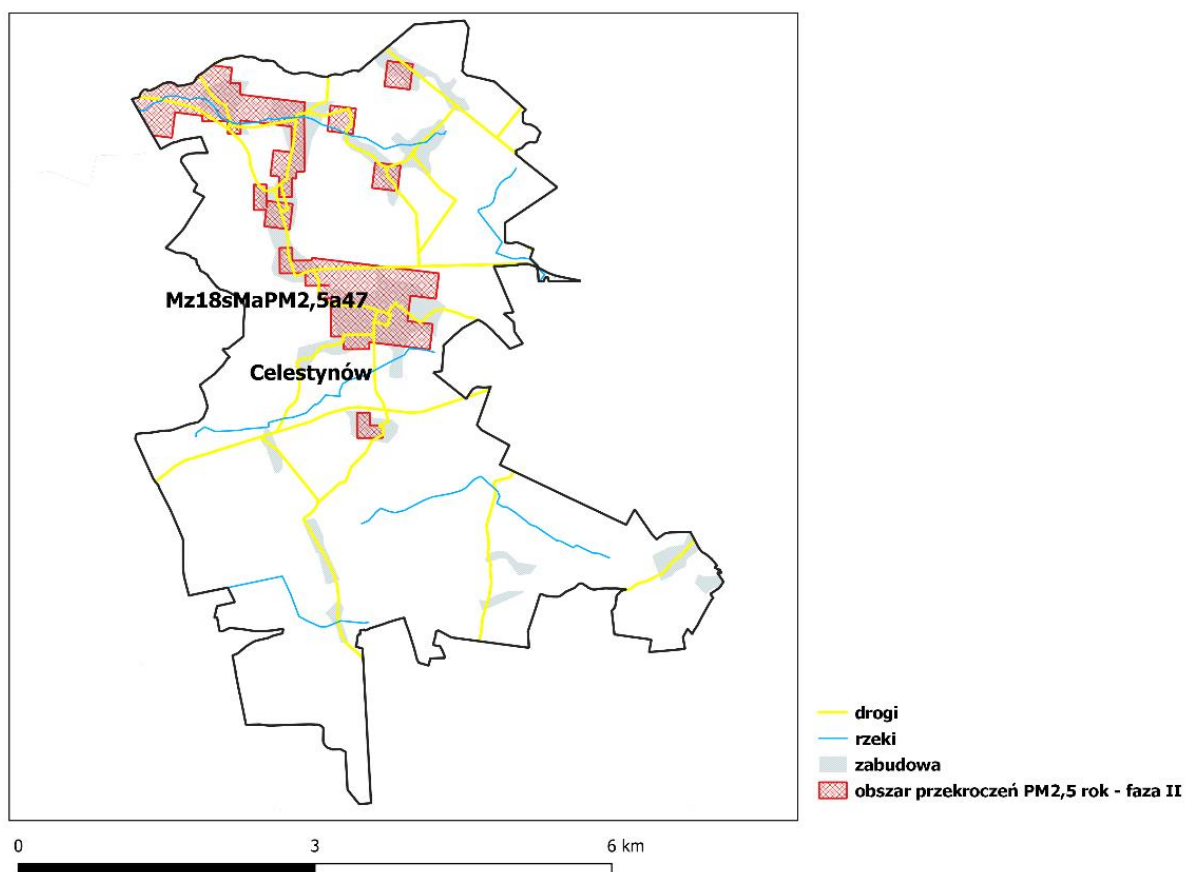 Mz18sMaPM2,5a47
Celestynów
drogi
rzeki
zabudowa
obszar przekroczeń PM2,5 rok - faza II
0 3 6 km